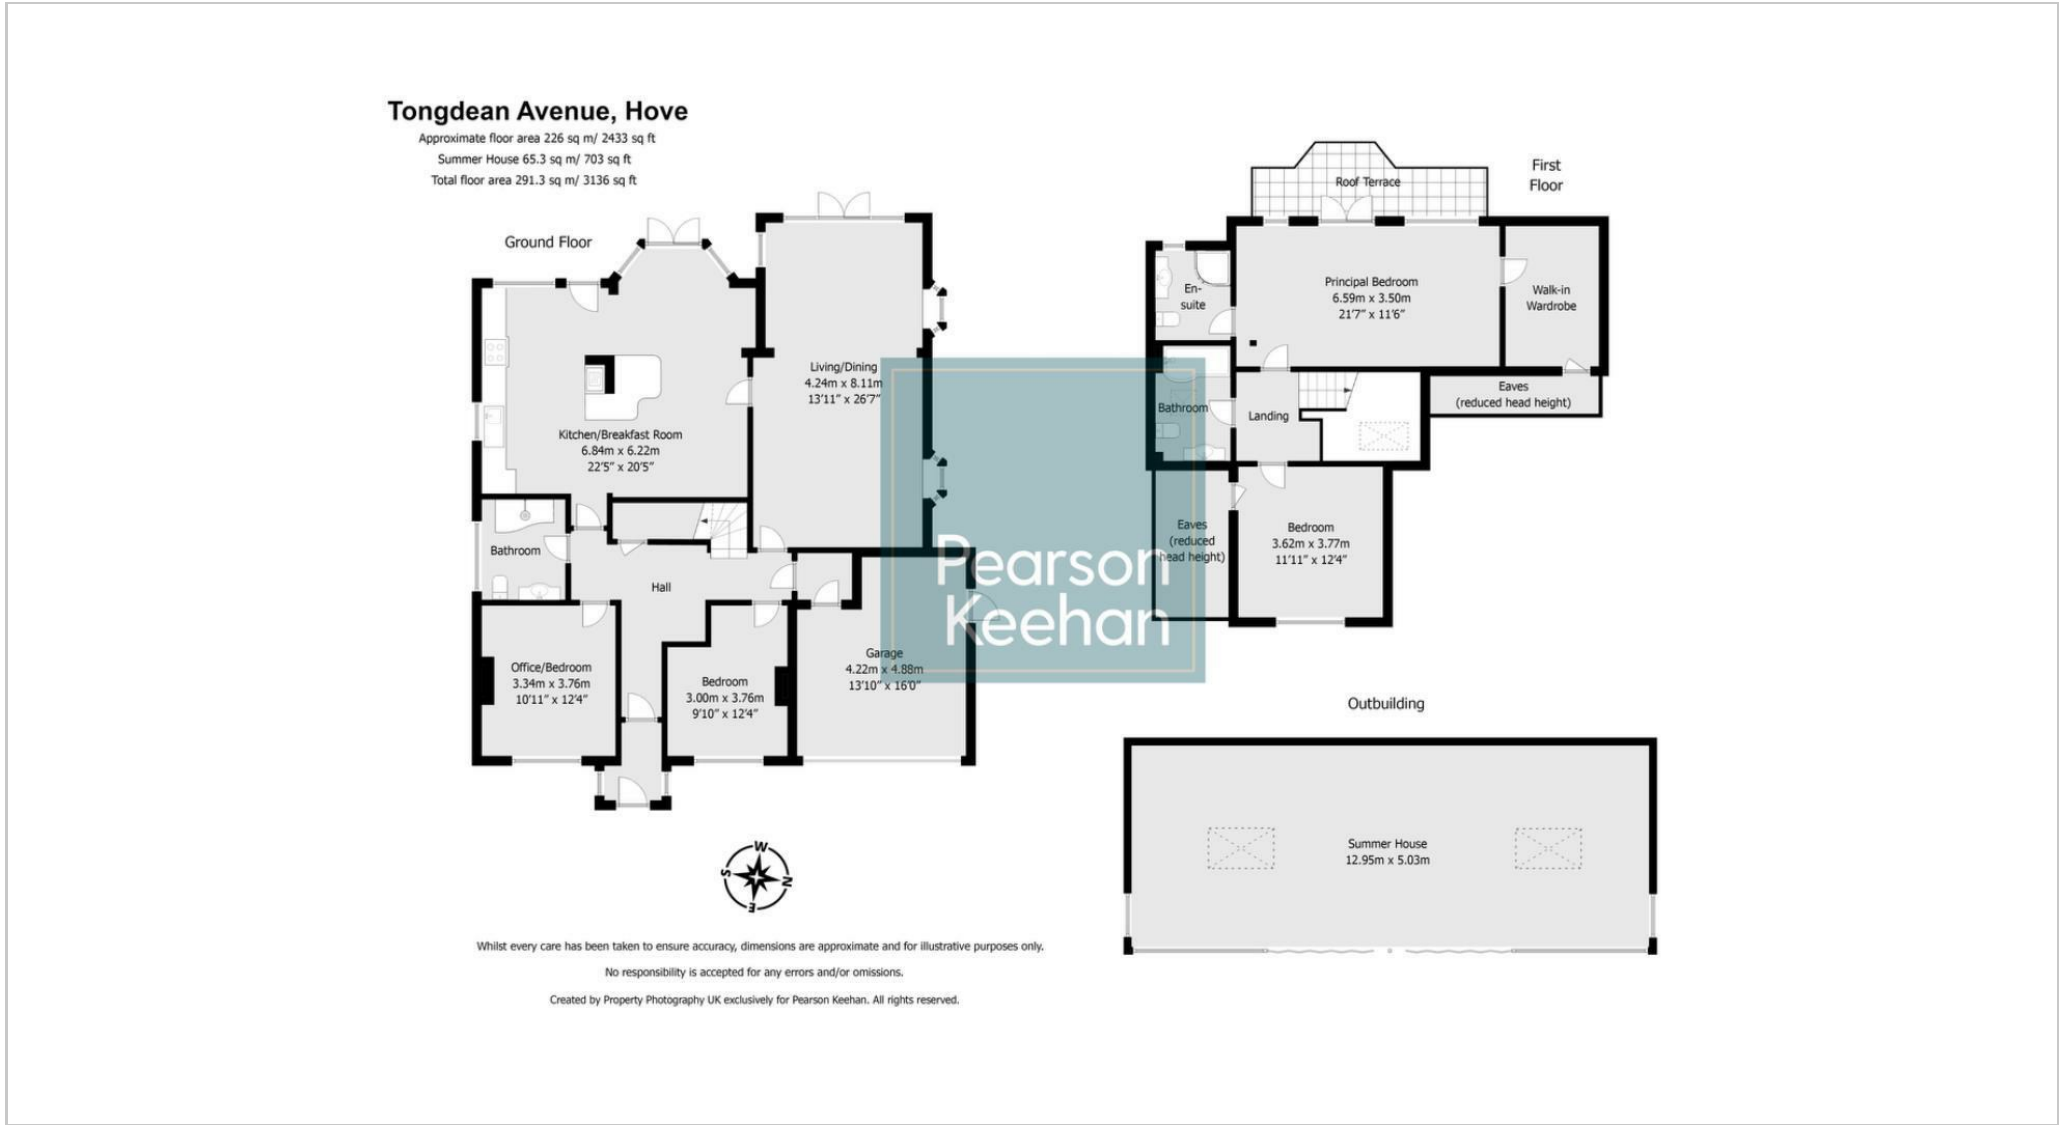 Tongdean Avenue, Hove
Approximate floor area 226 sq m/ 2433 sq ft
Summer House 65.3 sq m/ 703 sq ft
Total floor area 291.3 sq m/ 3136 sq ft
Ground Floor
Living/Dining
4.24m x 8.11m
13'11" x 26'7"
Kitchen/Breakfast Room
6.84m x 6.22m
22'5" x 20'5"
Bathroom
Hall
Office/Bedroom
3.34m x 3.76m
10'11" x 12'4"
Bedroom
3.00m x 3.76m
9'10" x 12'4"
Garage
4.22m x 4.88m
13'10" x 16'0"
First
Floor
Roof Terrace
Principal Bedroom
6.59m x 3.50m
21'7" x 11'6"
En-
suite
Walk-in
Wardrobe
Eaves
(reduced head height)
Bathroom
Landing
Eaves
(reduced
head height)
Bedroom
3.62m x 3.77m
11'11" x 12'4"
Pearson
Keehan
Outbuilding
Summer House
12.95m x 5.03m
W
S
N
E
Whilst every care has been taken to ensure accuracy, dimensions are approximate and for illustrative purposes only.
No responsibility is accepted for any errors and/or omissions.
Created by Property Photography UK exclusively for Pearson Keehan. All rights reserved.